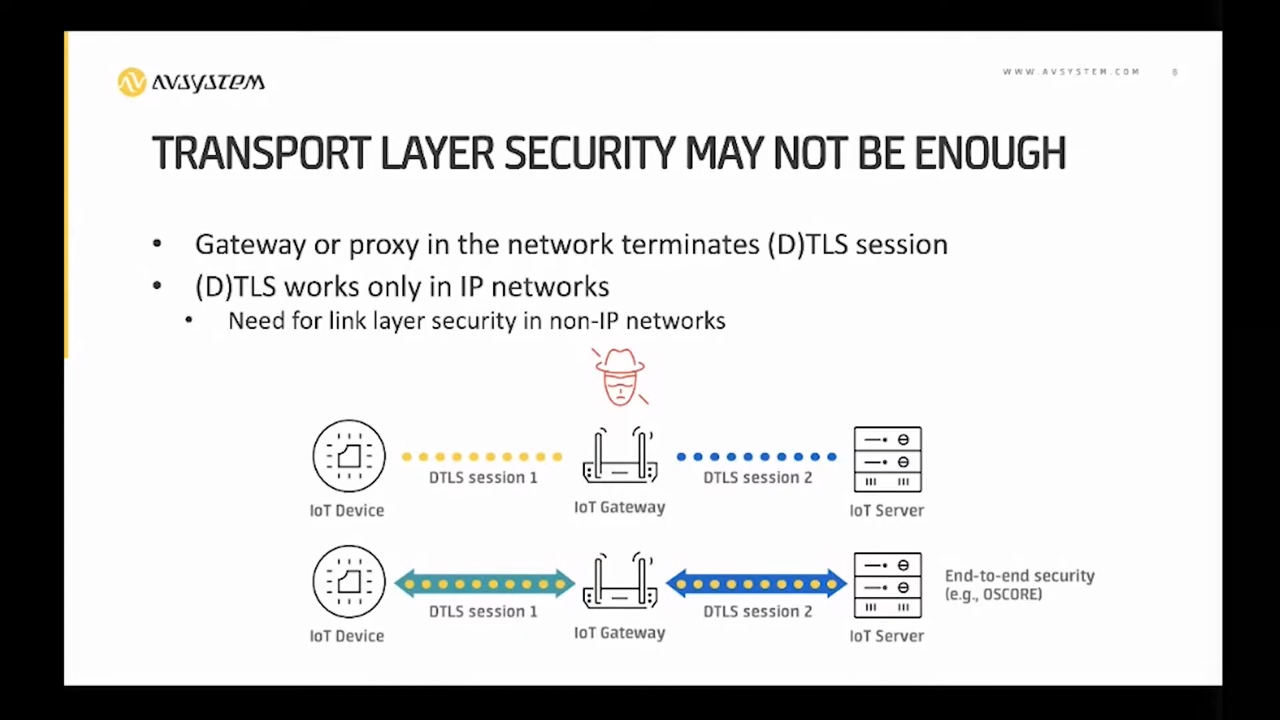 AVSYSTEM
WWW.AVSYSTEM.COM
TRANSPORT LAYER SECURITY MAY NOT BE ENOUGH
• Gateway or proxy in the network terminates (D)TLS session
• (D)TLS works only in IP networks
• Need for link layer security in non-IP networks
DTLS session 1
DTLS session 2
IoT Device
IoT Gateway
IoT Server
End-to-end security
(e.g., OSCORE)
DTLS session 1
DTLS session 2
IoT Device
IoT Gateway
IoT Server